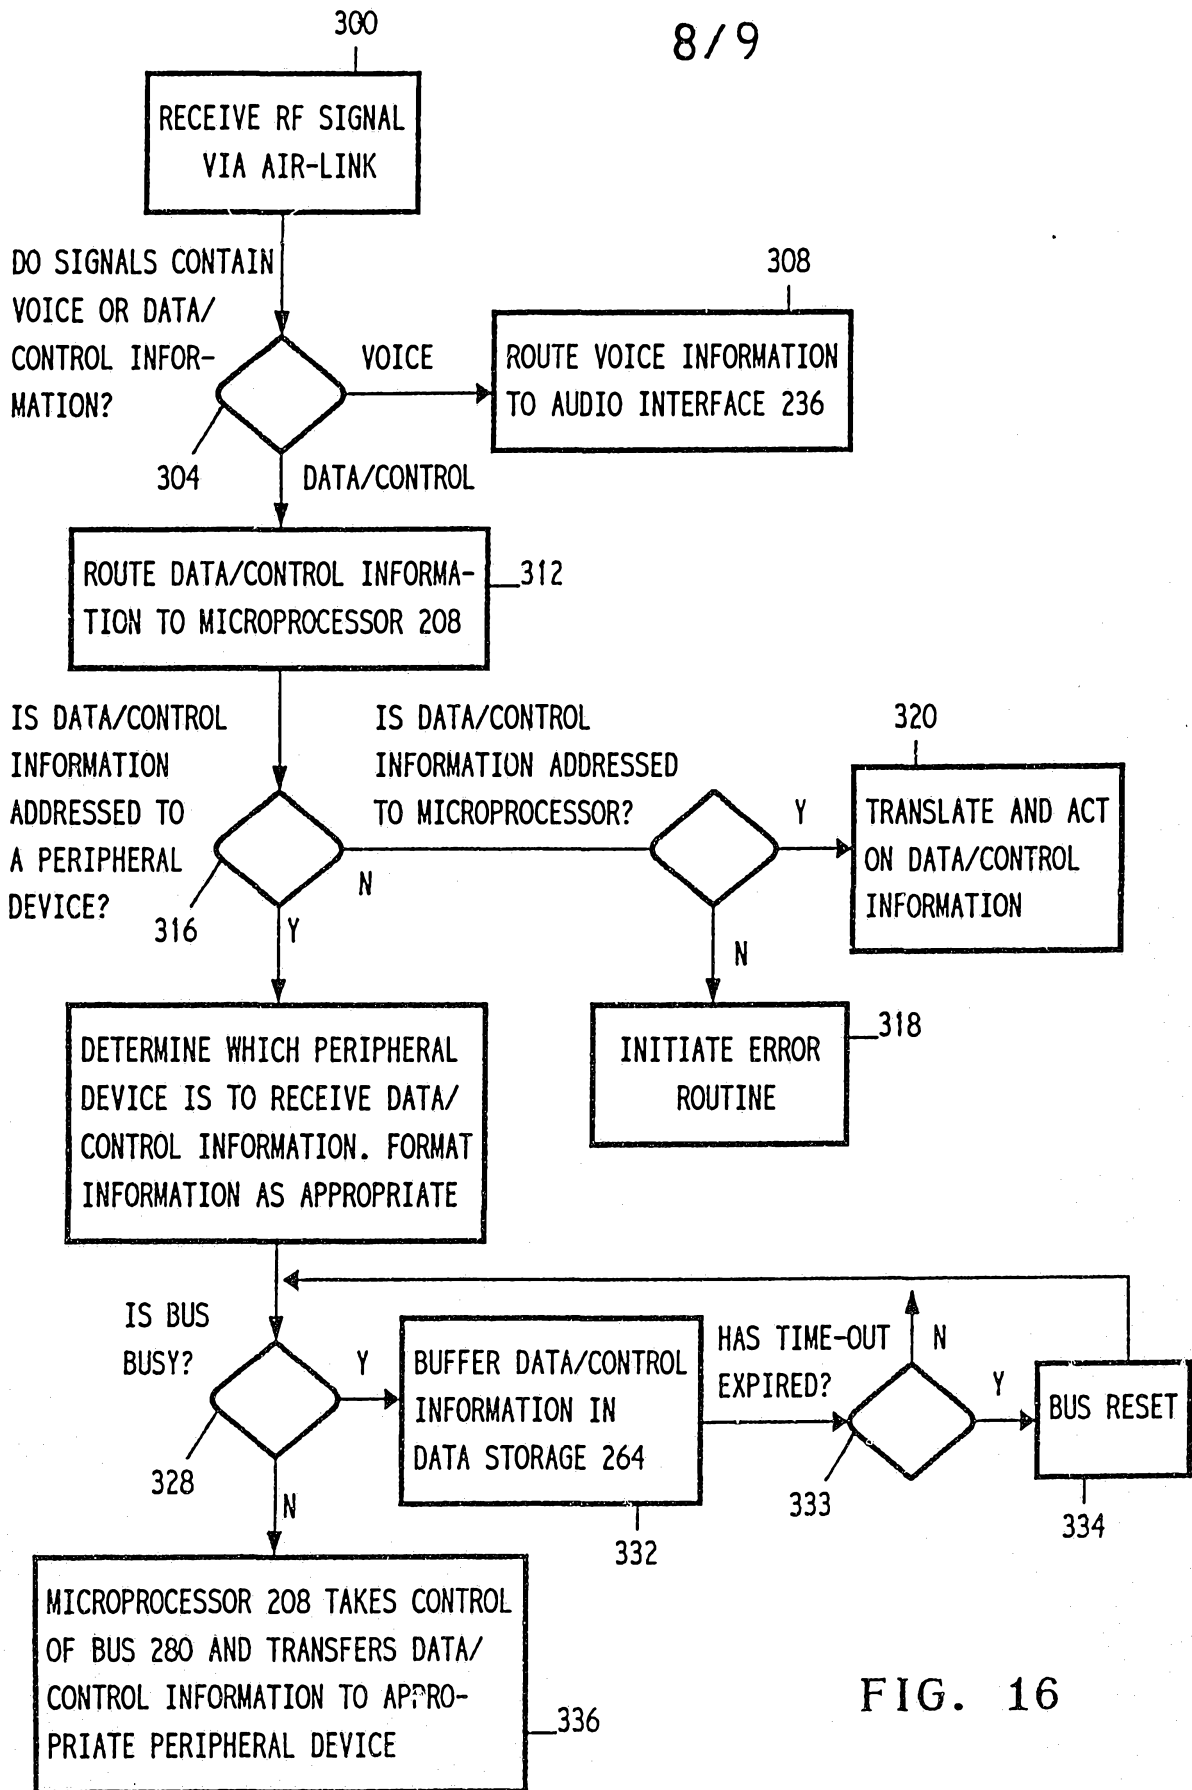 300
8/9
RECEIVE RF SIGNAL
VIA AIR-LINK
DO SIGNALS CONTAIN
VOICE OR DATA/
CONTROL INFOR-
MATION?
304
VOICE
308
ROUTE VOICE INFORMATION
TO AUDIO INTERFACE 236
DATA/CONTROL
ROUTE DATA/CONTROL INFORMA-
TION TO MICROPROCESSOR 208
312
IS DATA/CONTROL
INFORMATION
ADDRESSED TO
A PERIPHERAL
DEVICE?
316
N
Y
IS DATA/CONTROL
INFORMATION ADDRESSED
TO MICROPROCESSOR?
Y
N
320
TRANSLATE AND ACT
ON DATA/CONTROL
INFORMATION
INITIATE ERROR
ROUTINE
318
DETERMINE WHICH PERIPHERAL
DEVICE IS TO RECEIVE DATA/
CONTROL INFORMATION. FORMAT
INFORMATION AS APPROPRIATE
IS BUS
BUSY?
328
Y
N
BUFFER DATA/CONTROL
INFORMATION IN
DATA STORAGE 264
332
HAS TIME-OUT
EXPIRED?
N
Y
333
BUS RESET
334
MICROPROCESSOR 208 TAKES CONTROL
OF BUS 280 AND TRANSFERS DATA/
CONTROL INFORMATION TO APPRO-
PRIATE PERIPHERAL DEVICE
336
FIG. 16